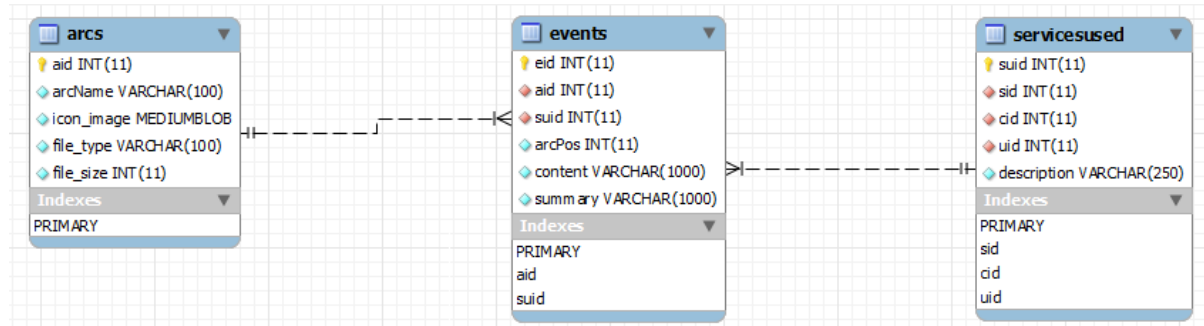 arcs
aid INT(11)
arcName VARCHAR(100)
icon_image MEDIUMBLOB
file_type VARCHAR(100)
file_size INT(11)
Indexes
PRIMARY
events
eid INT(11)
aid INT(11)
suid INT(11)
arcPos INT(11)
content VARCHAR(1000)
summary VARCHAR(1000)
Indexes
PRIMARY
aid
suid
servicesused
suid INT(11)
sid INT(11)
cid INT(11)
uid INT(11)
description VARCHAR(250)
Indexes
PRIMARY
sid
cid
uid